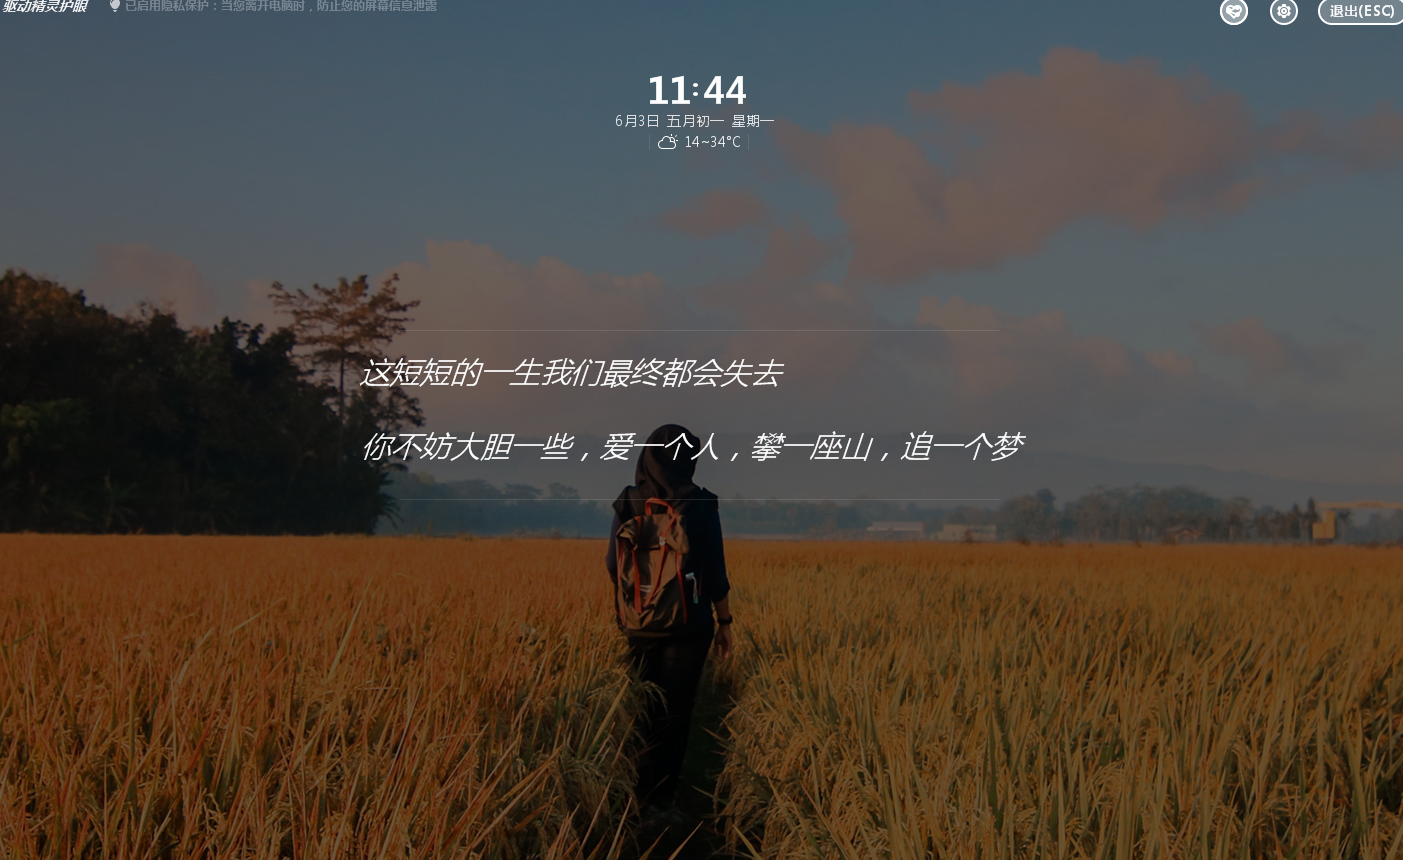 驱动精灵护眼 已启用隐私保护：当您离开电脑时，防止您的屏幕信息泄露
退出(ESC)
11:44
6月3日 五月初一 星期一
14~34°C
这短短的一生我们最终都会失去
你不妨大胆一些，爱一个人，攀一座山，追一个梦